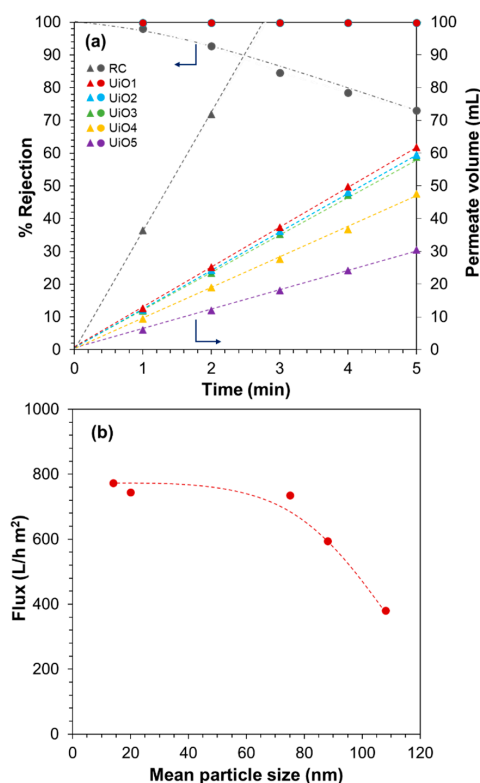 (a)
RC
UiO1
UiO2
UiO3
UiO4
UiO5
% Rejection
100
90
80
70
60
50
40
30
20
10
0
Permeate volume (mL)
100
90
80
70
60
50
40
30
20
10
0
0 1 2 3 4 5
Time (min)
(b)
Flux (L/h m²)
1000
800
600
400
200
0
0 20 40 60 80 100 120
Mean particle size (nm)